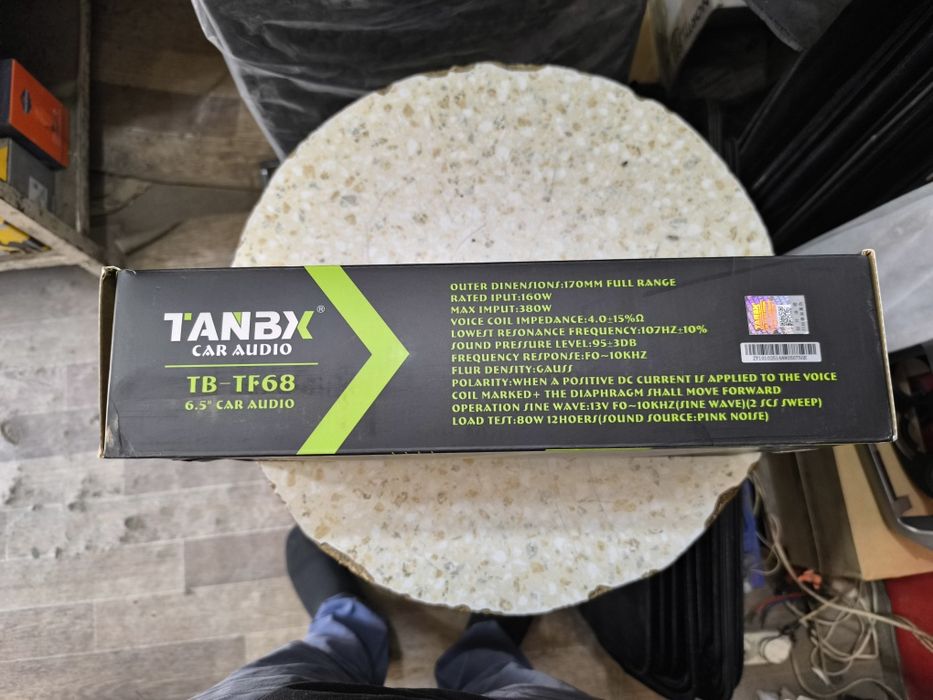 TANBX®
CAR AUDIO
TB-TF68
6.5" CAR AUDIO
OUTER DINENSIONS:170MM FULL RANGE
RATED IPUT:160W
MAX IMPUT:380W
VOICE COIL IMPEDANCE:4.0±15%Ω
LOWEST RESONANCE FREQUENCY:107HZ±10%
SOUND PRESSURE LEVEL:95±3DB
FREQUENCY RESPONSE:F0~10KHZ
FLUR DENSITY:GAUSS
POLARITY:WHEN A POSITIVE DC CURRENT IS APPLIED TO THE VOICE
COIL MARKED+ THE DIAPHRAGM SHALL MOVE FORWARD
OPERATION SINE WAVE:13V F0~10KHZ(SINE WAVE)(2 SCS SWEEP)
LOAD TEST:80W 12HOERS(SOUND SOURCE:PINK NOISE)
TANBX